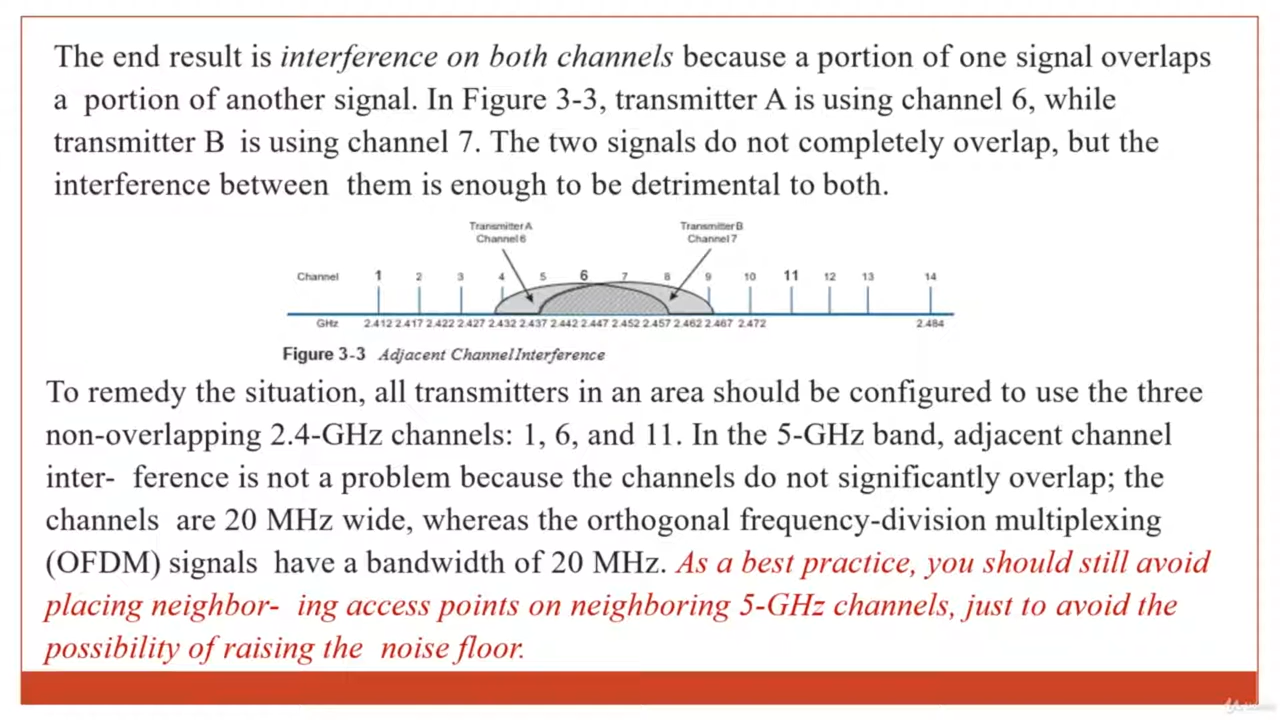 The end result is interference on both channels because a portion of one signal overlaps
a portion of another signal. In Figure 3-3, transmitter A is using channel 6, while
transmitter B is using channel 7. The two signals do not completely overlap, but the
interference between them is enough to be detrimental to both.
Transmitter A
Channel 6
Transmitter B
Channel 7
Channel 1 2 3 4 5 6 7 8 9 10 11 12 13 14
GHz 2.412 2.417 2.422 2.427 2.432 2.437 2.442 2.447 2.452 2.457 2.462 2.467 2.472 2.484
Figure 3-3 Adjacent Channel Interference
To remedy the situation, all transmitters in an area should be configured to use the three
non-overlapping 2.4-GHz channels: 1, 6, and 11. In the 5-GHz band, adjacent channel
inter- ference is not a problem because the channels do not significantly overlap; the
channels are 20 MHz wide, whereas the orthogonal frequency-division multiplexing
(OFDM) signals have a bandwidth of 20 MHz. As a best practice, you should still avoid
placing neighbor- ing access points on neighboring 5-GHz channels, just to avoid the
possibility of raising the noise floor.